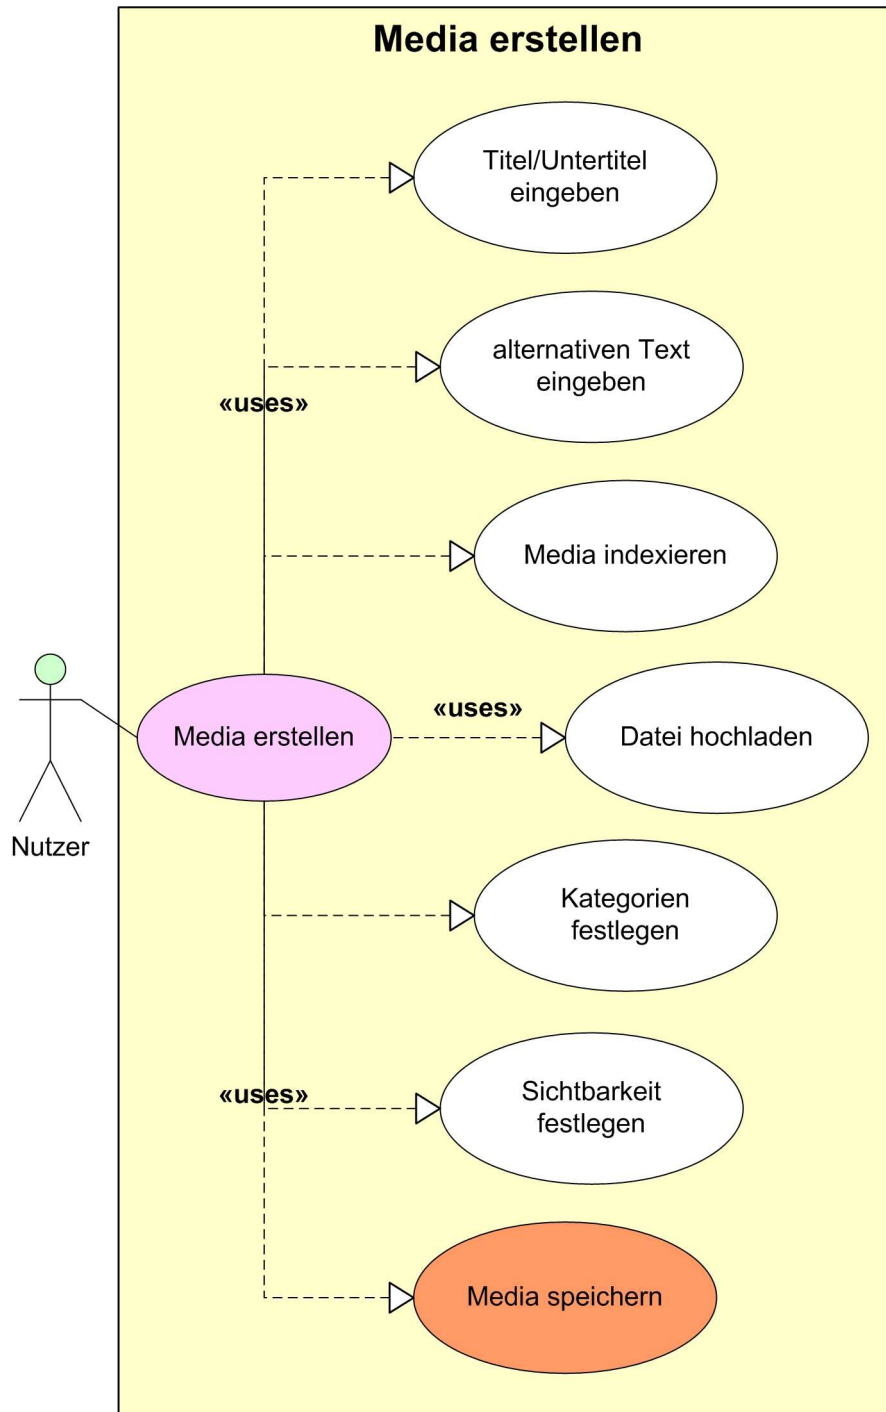 Media erstellen
Titel/Untertitel
eingeben
alternativen Text
eingeben
«uses»
Media indexieren
«uses»
Media erstellen
Datei hochladen
Nutzer
Kategorien
festlegen
«uses»
Sichtbarkeit
festlegen
Media speichern